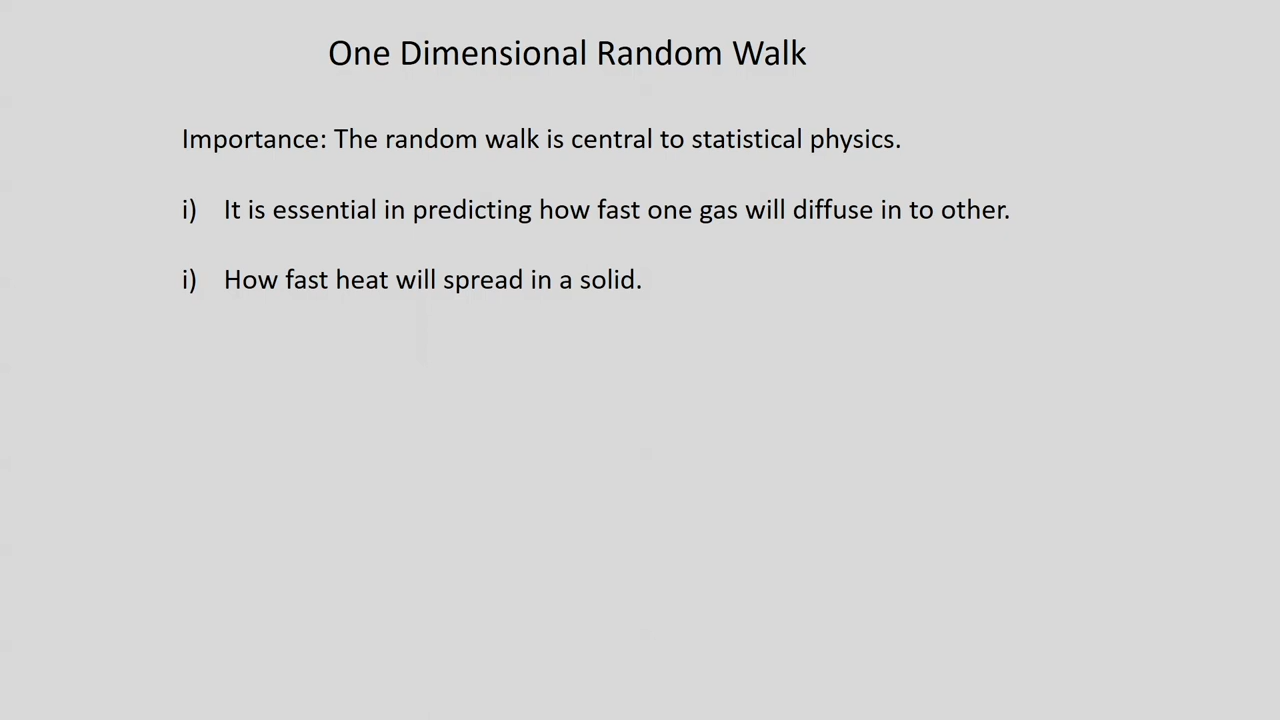 One Dimensional Random Walk
Importance: The random walk is central to statistical physics.
i) It is essential in predicting how fast one gas will diffuse in to other.
i) How fast heat will spread in a solid.